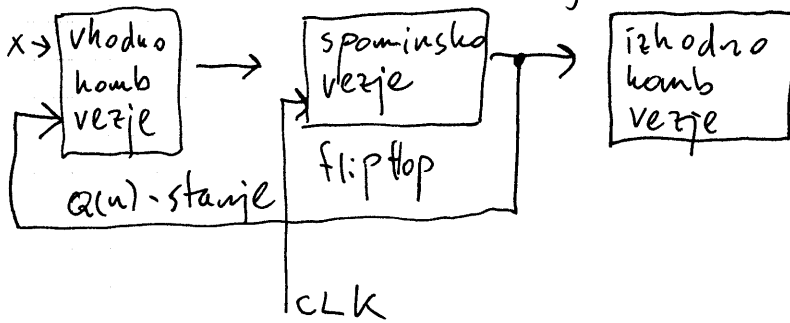 x→ vhodno
komb
vezje
spominsko
vezje
izhodno
komb
vezje
flipflop
Q(n) - stanje
CLK